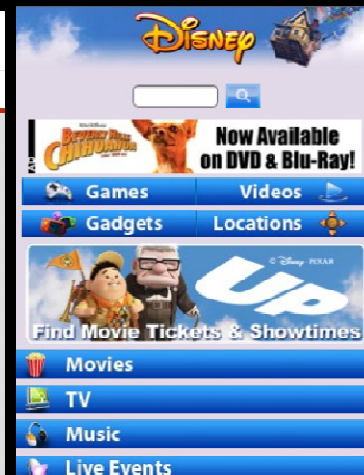 Disney
AD
Beverly Hills
CHIHUAHUA
Now Available
on DVD & Blu-Ray!
Games
Videos
Gadgets
Locations
© Disney PIXAR
UP
Find Movie Tickets & Showtimes
Movies
TV
Music
Live Events